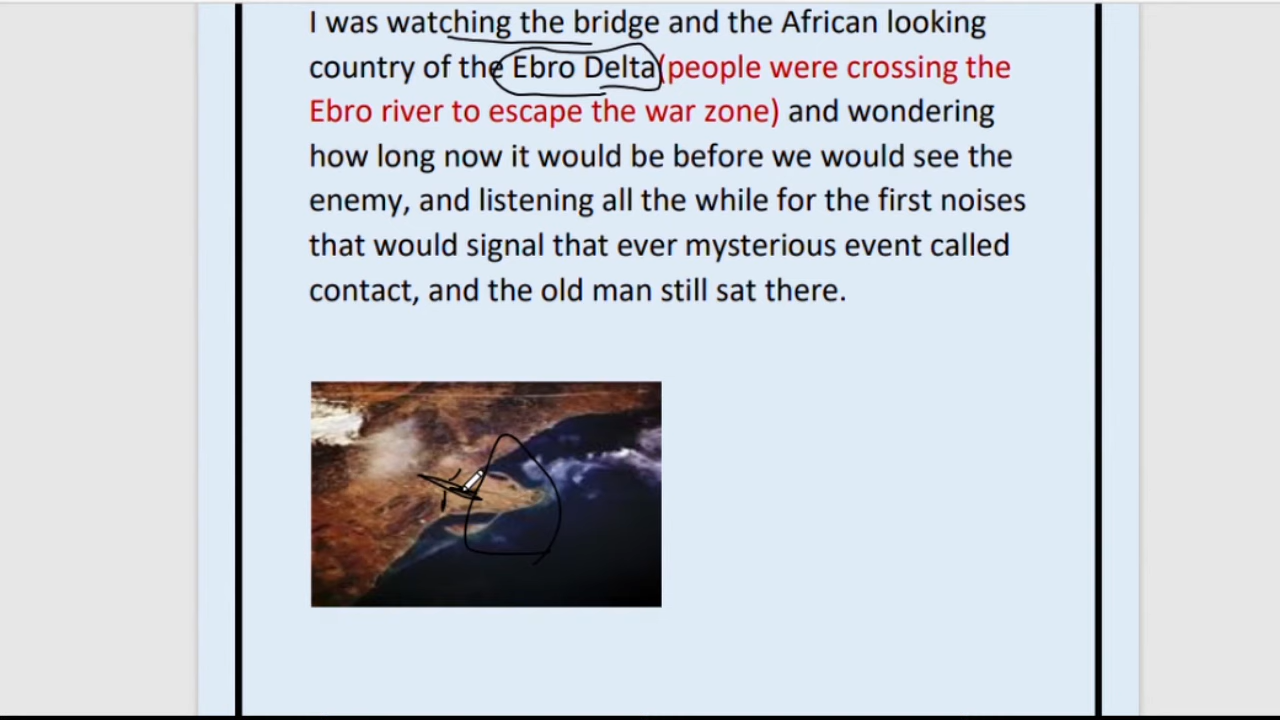 I was watching the bridge and the African looking
country of the Ebro Delta(people were crossing the
Ebro river to escape the war zone) and wondering
how long now it would be before we would see the
enemy, and listening all the while for the first noises
that would signal that ever mysterious event called
contact, and the old man still sat there.